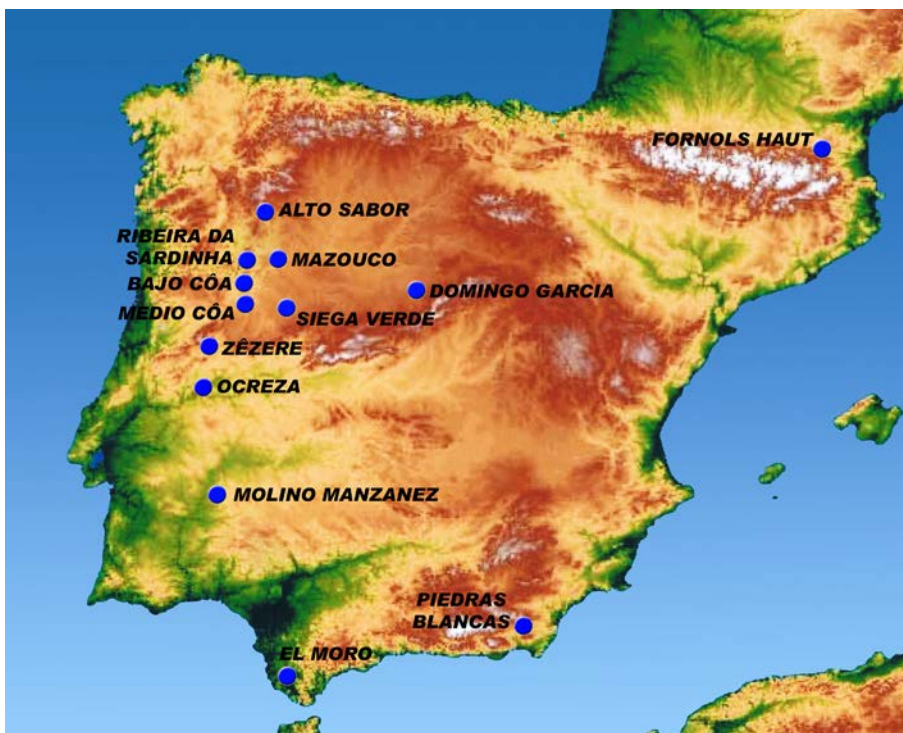 FORNOLS HAUT
ALTO SABOR
RIBEIRA DA
SARDINHA
MAZOUCO
BAJO CÔA
DOMINGO GARCIA
MEDIO CÔA
SIEGA VERDE
ZÊZERE
OCREZA
MOLINO MANZANEZ
PIEDRAS
BLANCAS
EL MORO